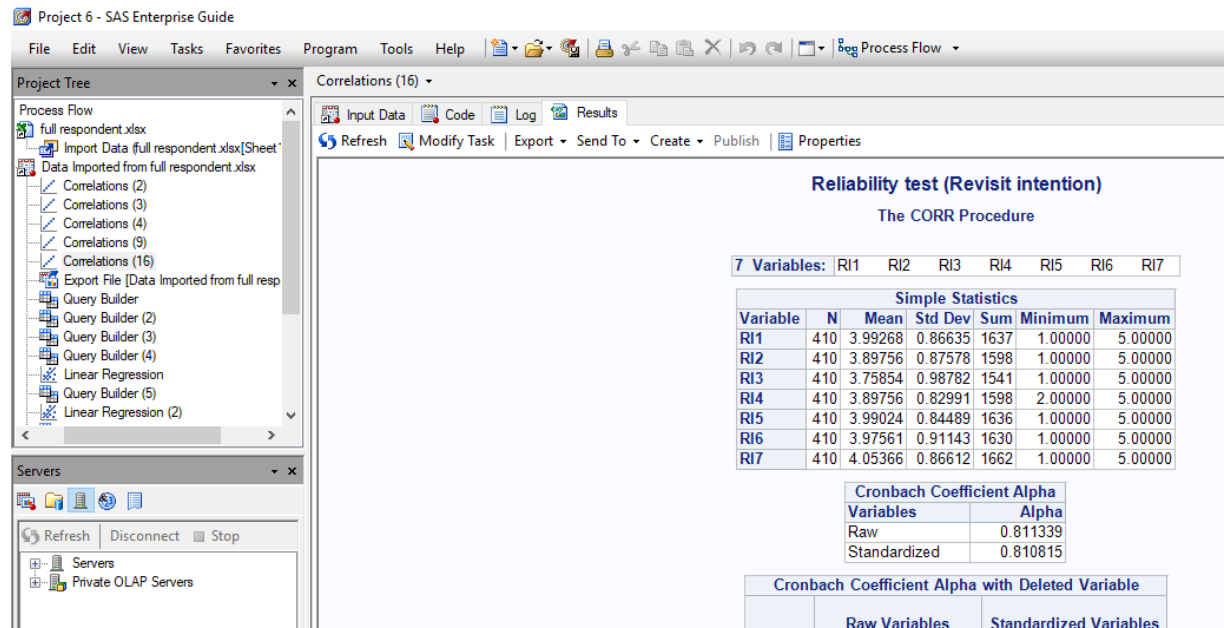 Project 6 - SAS Enterprise Guide
File Edit View Tasks Favorites Program Tools Help Process Flow
Project Tree
Process Flow
full respondent.xlsx
Import Data (full respondent.xlsx[Sheet
Data Imported from full respondent.xlsx
Correlations (2)
Correlations (3)
Correlations (4)
Correlations (9)
Correlations (16)
Export File [Data Imported from full resp
Query Builder
Query Builder (2)
Query Builder (3)
Query Builder (4)
Linear Regression
Query Builder (5)
Linear Regression (2)
Servers
Refresh Disconnect Stop
Servers
Private OLAP Servers
Correlations (16)
Input Data Code Log Results
Refresh Modify Task Export Send To Create Publish Properties
Reliability test (Revisit intention)
The CORR Procedure
7 Variables: RI1 RI2 RI3 RI4 RI5 RI6 RI7
Simple Statistics
Variable N Mean Std Dev Sum Minimum Maximum
RI1 410 3.99268 0.86635 1637 1.00000 5.00000
RI2 410 3.89756 0.87578 1598 1.00000 5.00000
RI3 410 3.75854 0.98782 1541 1.00000 5.00000
RI4 410 3.89756 0.82991 1598 2.00000 5.00000
RI5 410 3.99024 0.84489 1636 1.00000 5.00000
RI6 410 3.97561 0.91143 1630 1.00000 5.00000
RI7 410 4.05366 0.86612 1662 1.00000 5.00000
Cronbach Coefficient Alpha
Variables Alpha
Raw 0.811339
Standardized 0.810815
Cronbach Coefficient Alpha with Deleted Variable
Raw Variables Standardized Variables